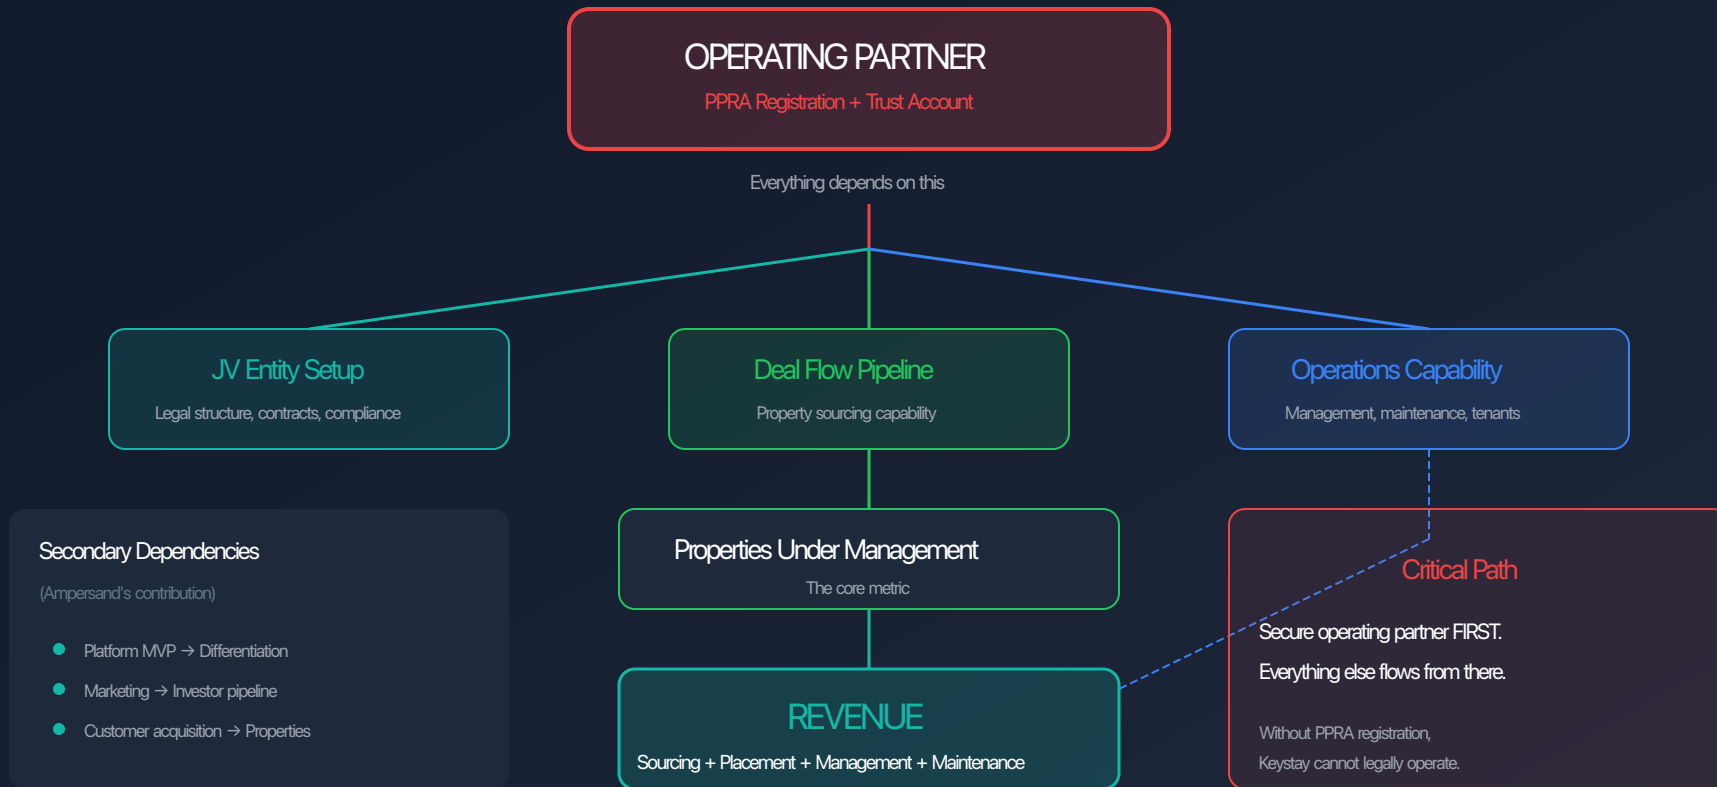 OPERATING PARTNER
PPRA Registration + Trust Account
Everything depends on this
JV Entity Setup
Legal structure, contracts, compliance
Deal Flow Pipeline
Property sourcing capability
Operations Capability
Management, maintenance, tenants
Secondary Dependencies
(Ampersand's contribution)
Platform MVP → Differentiation
Marketing → Investor pipeline
Customer acquisition → Properties
Properties Under Management
The core metric
REVENUE
Sourcing + Placement + Management + Maintenance
Critical Path
Secure operating partner FIRST.
Everything else flows from there.
Without PPRA registration,
Keystay cannot legally operate.